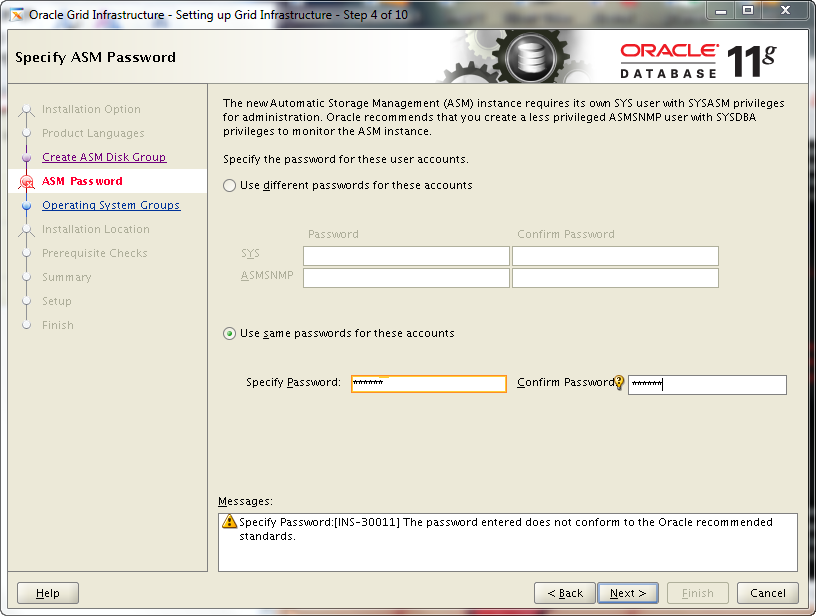 Oracle Grid Infrastructure - Setting up Grid Infrastructure - Step 4 of 10
Specify ASM Password
ORACLE
DATABASE 11g
Installation Option
Product Languages
Create ASM Disk Group
ASM Password
Operating System Groups
Installation Location
Prerequisite Checks
Summary
Setup
Finish
The new Automatic Storage Management (ASM) instance requires its own SYS user with SYSASM privileges
for administration. Oracle recommends that you create a less privileged ASMSNMP user with SYSDBA
privileges to monitor the ASM instance.
Specify the password for these user accounts.
Use different passwords for these accounts
Password Confirm Password
SYS
ASMSNMP
Use same passwords for these accounts
Specify Password: ****** Confirm Password ? ******
Messages:
Specify Password:[INS-30011] The password entered does not conform to the Oracle recommended
standards.
Help < Back Next > Finish Cancel